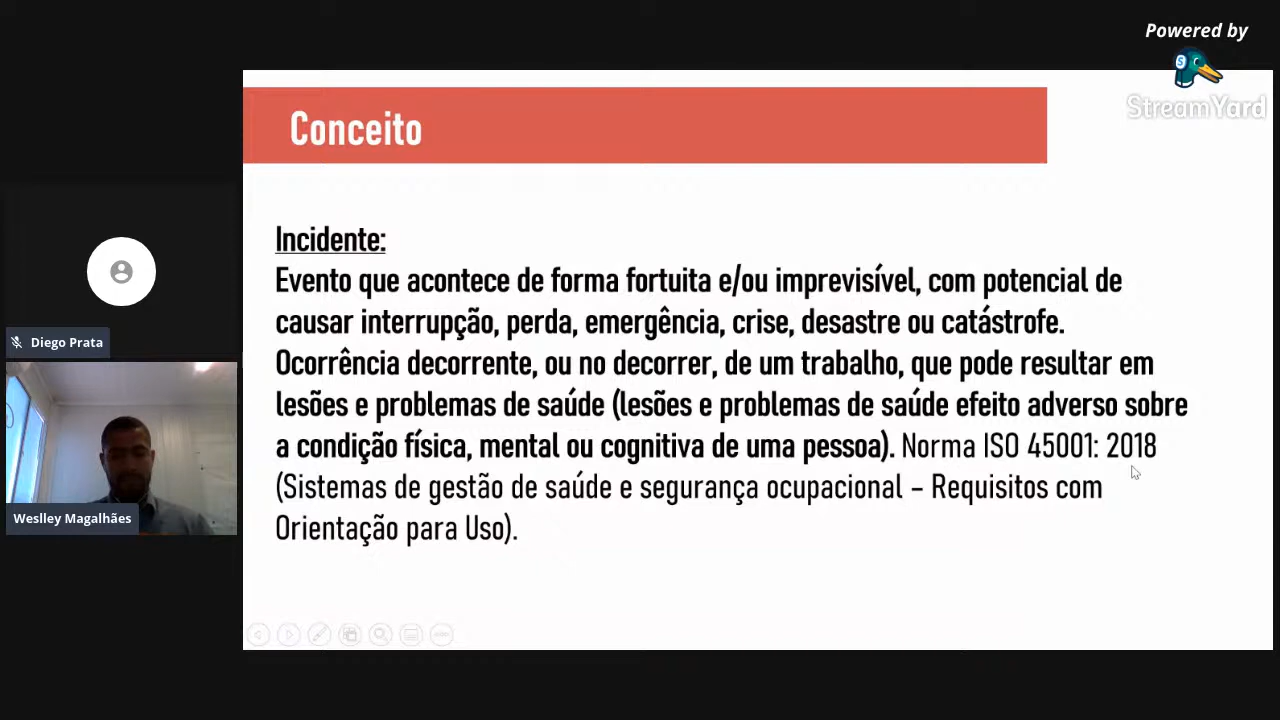 Powered by
StreamYard
Conceito
Incidente:
Evento que acontece de forma fortuita e/ou imprevisível, com potencial de
causar interrupção, perda, emergência, crise, desastre ou catástrofe.
Ocorrência decorrente, ou no decorrer, de um trabalho, que pode resultar em
lesões e problemas de saúde (lesões e problemas de saúde efeito adverso sobre
a condição física, mental ou cognitiva de uma pessoa). Norma ISO 45001: 2018
(Sistemas de gestão de saúde e segurança ocupacional – Requisitos com
Orientação para Uso).
Diego Prata
Weslley Magalhães